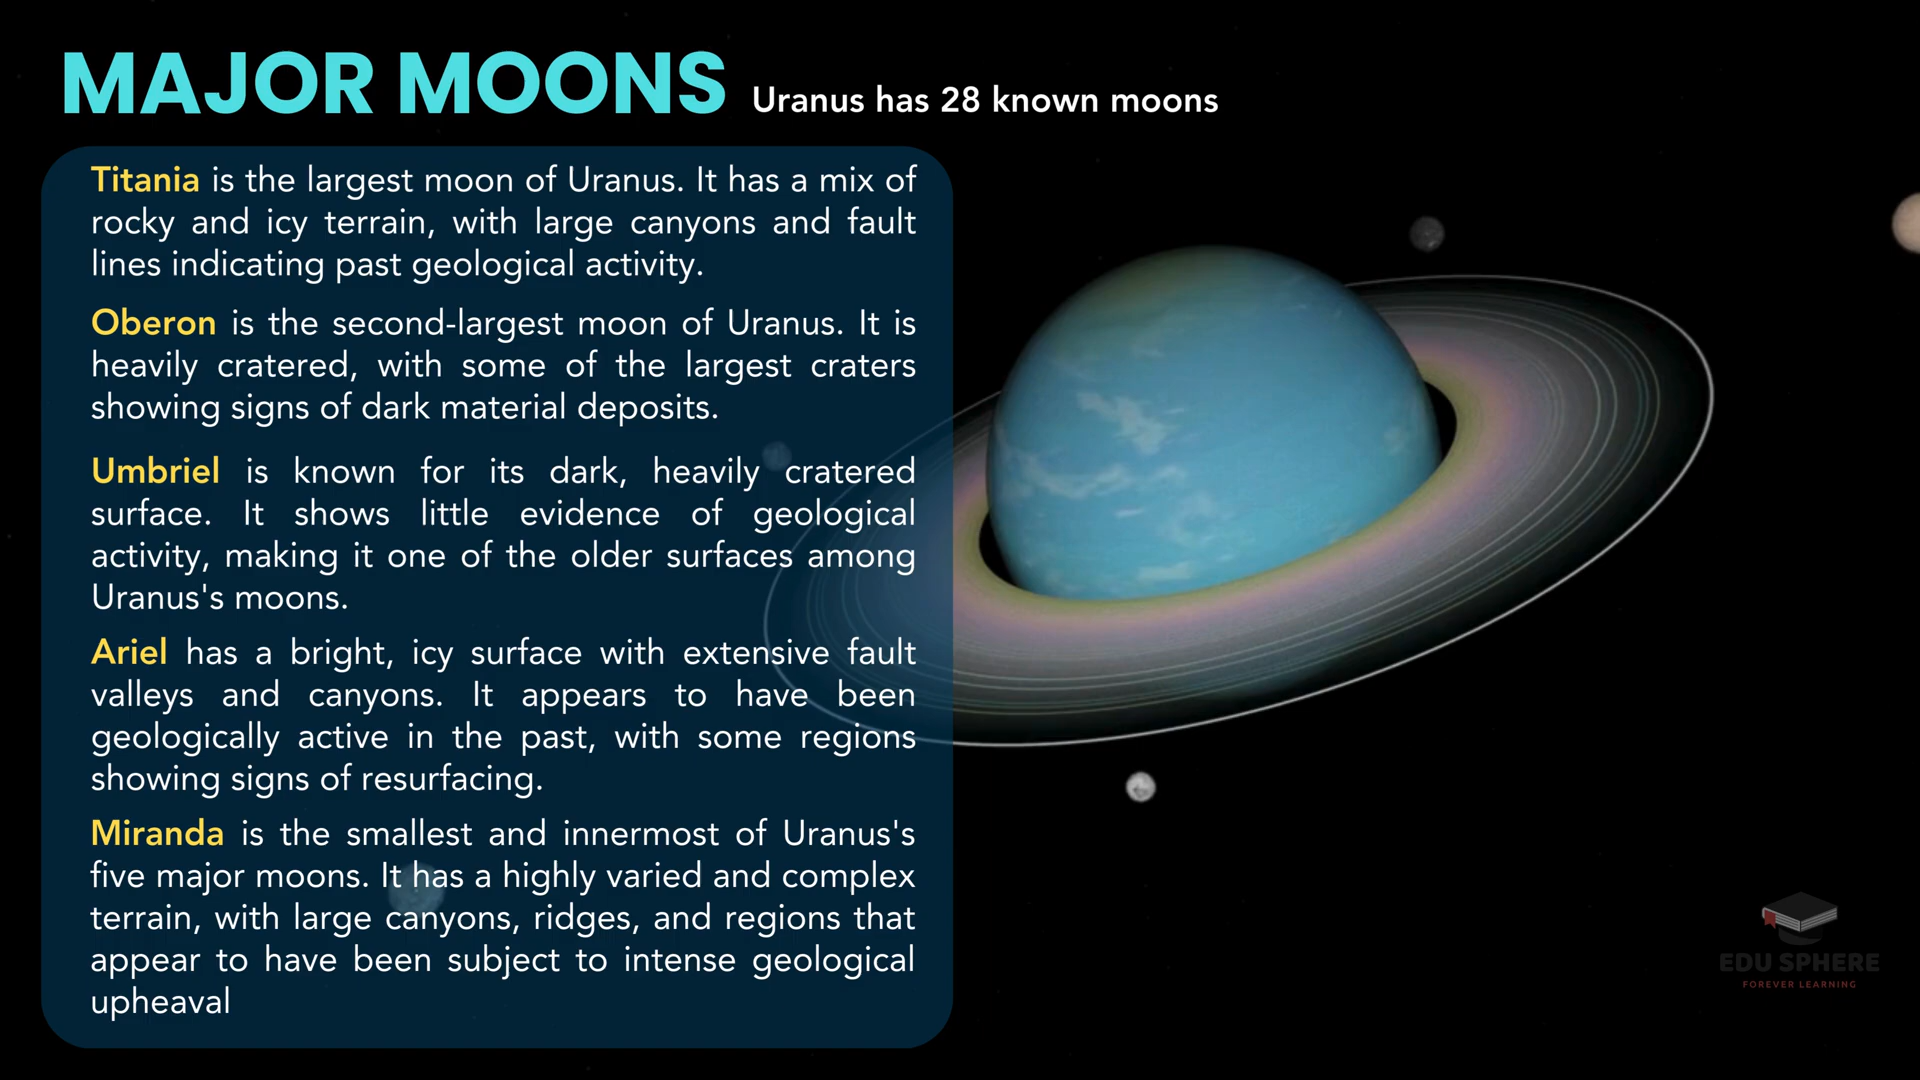 MAJOR MOONS Uranus has 28 known moons
Titania is the largest moon of Uranus. It has a mix of
rocky and icy terrain, with large canyons and fault
lines indicating past geological activity.
Oberon is the second-largest moon of Uranus. It is
heavily cratered, with some of the largest craters
showing signs of dark material deposits.
Umbriel is known for its dark, heavily cratered
surface. It shows little evidence of geological
activity, making it one of the older surfaces among
Uranus's moons.
Ariel has a bright, icy surface with extensive fault
valleys and canyons. It appears to have been
geologically active in the past, with some regions
showing signs of resurfacing.
Miranda is the smallest and innermost of Uranus's
five major moons. It has a highly varied and complex
terrain, with large canyons, ridges, and regions that
appear to have been subject to intense geological
upheaval
EDU SPHERE
FOREVER LEARNING